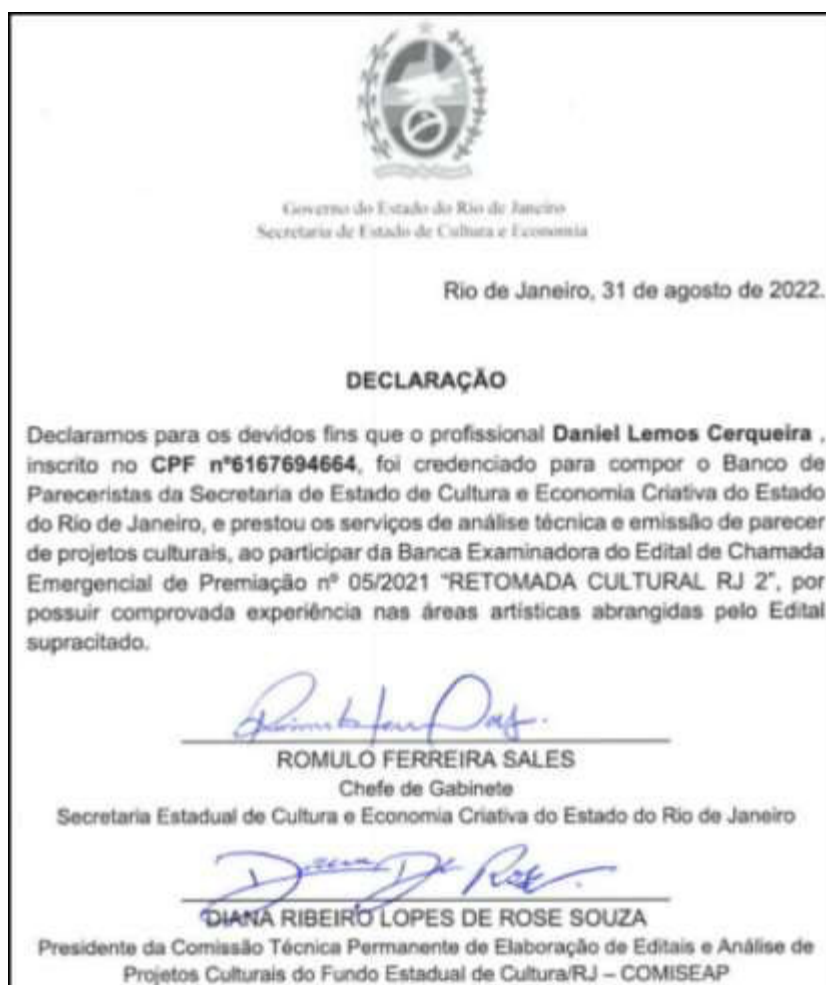 Governo do Estado do Rio de Janeiro
Secretaria de Estado de Cultura e Economia
Rio de Janeiro, 31 de agosto de 2022.
DECLARAÇÃO
Declaramos para os devidos fins que o profissional Daniel Lemos Cerqueira ,
inscrito no CPF n°6167694664, foi credenciado para compor o Banco de
Pareceristas da Secretaria de Estado de Cultura e Economia Criativa do Estado
do Rio de Janeiro, e prestou os serviços de análise técnica e emissão de parecer
de projetos culturais, ao participar da Banca Examinadora do Edital de Chamada
Emergencial de Premiação nº 05/2021 "RETOMADA CULTURAL RJ 2", por
possuir comprovada experiência nas áreas artísticas abrangidas pelo Edital
supracitado.
ROMULO FERREIRA SALES
Chefe de Gabinete
Secretaria Estadual de Cultura e Economia Criativa do Estado do Rio de Janeiro
DIANA RIBEIRO LOPES DE ROSE SOUZA
Presidente da Comissão Técnica Permanente de Elaboração de Editais e Análise de
Projetos Culturais do Fundo Estadual de Cultura/RJ – COMISEAP